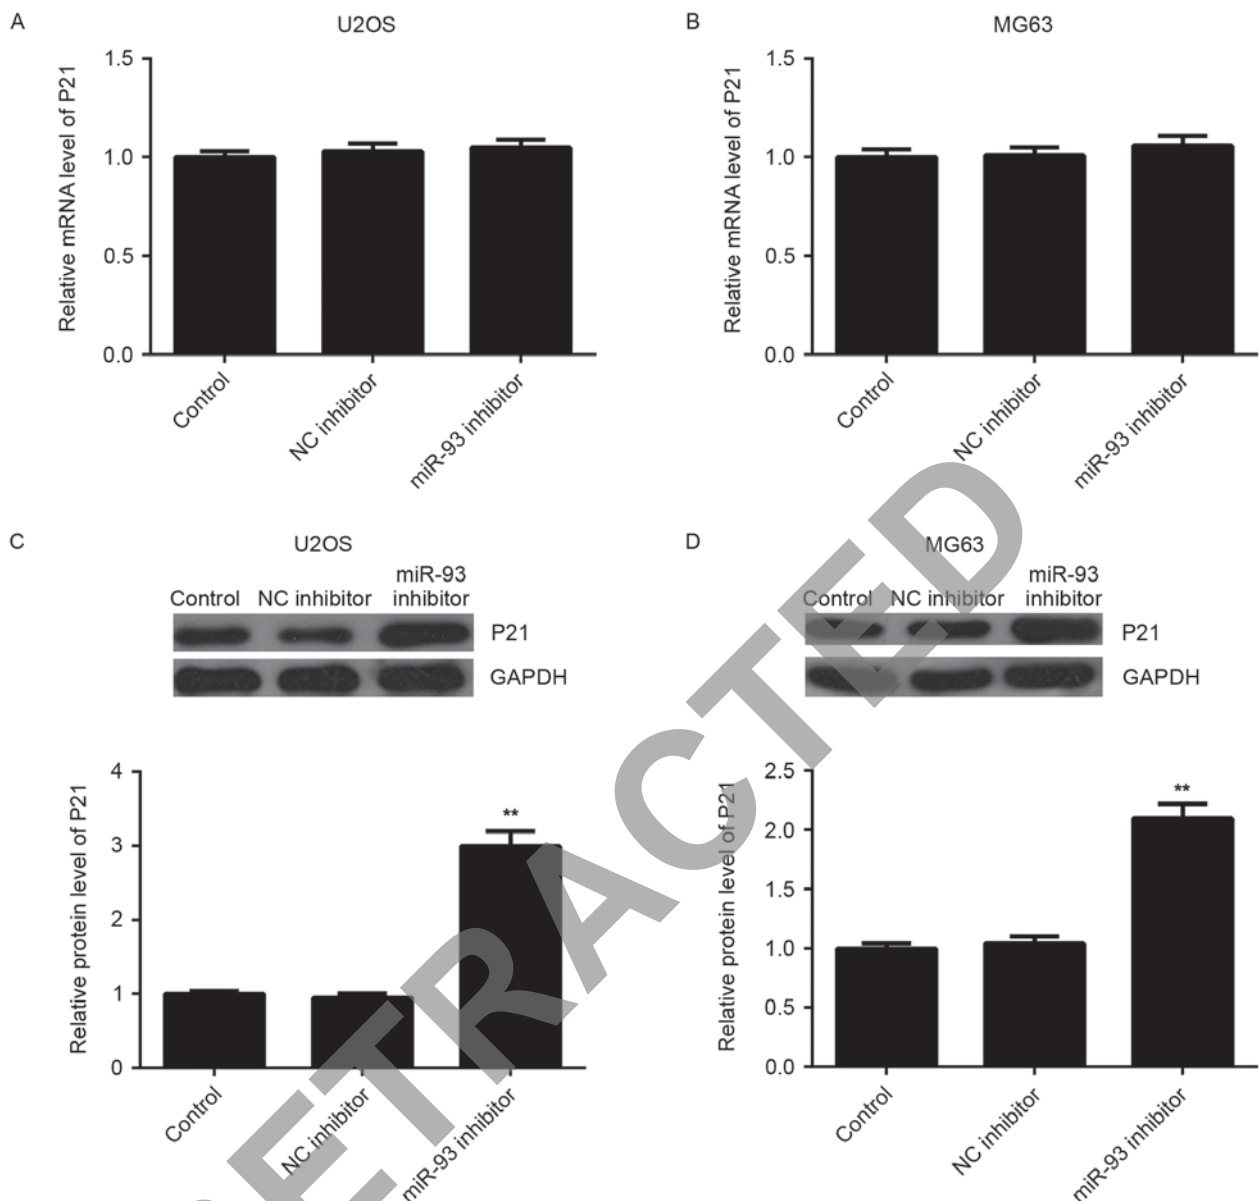 A
U2OS
Relative mRNA level of P21
1.5
1.0
0.5
0.0
Control
NC inhibitor
miR-93 inhibitor
B
MG63
Relative mRNA level of P21
1.5
1.0
0.5
0.0
Control
NC inhibitor
miR-93 inhibitor
C
U2OS
Control NC inhibitor miR-93 inhibitor
P21
GAPDH
Relative protein level of P21
4
3
2
1
0
**
Control
NC inhibitor
miR-93 inhibitor
D
MG63
Control NC inhibitor miR-93 inhibitor
P21
GAPDH
Relative protein level of P21
2.5
2.0
1.5
1.0
0.5
0.0
**
Control
NC inhibitor
miR-93 inhibitor
RETRACTED